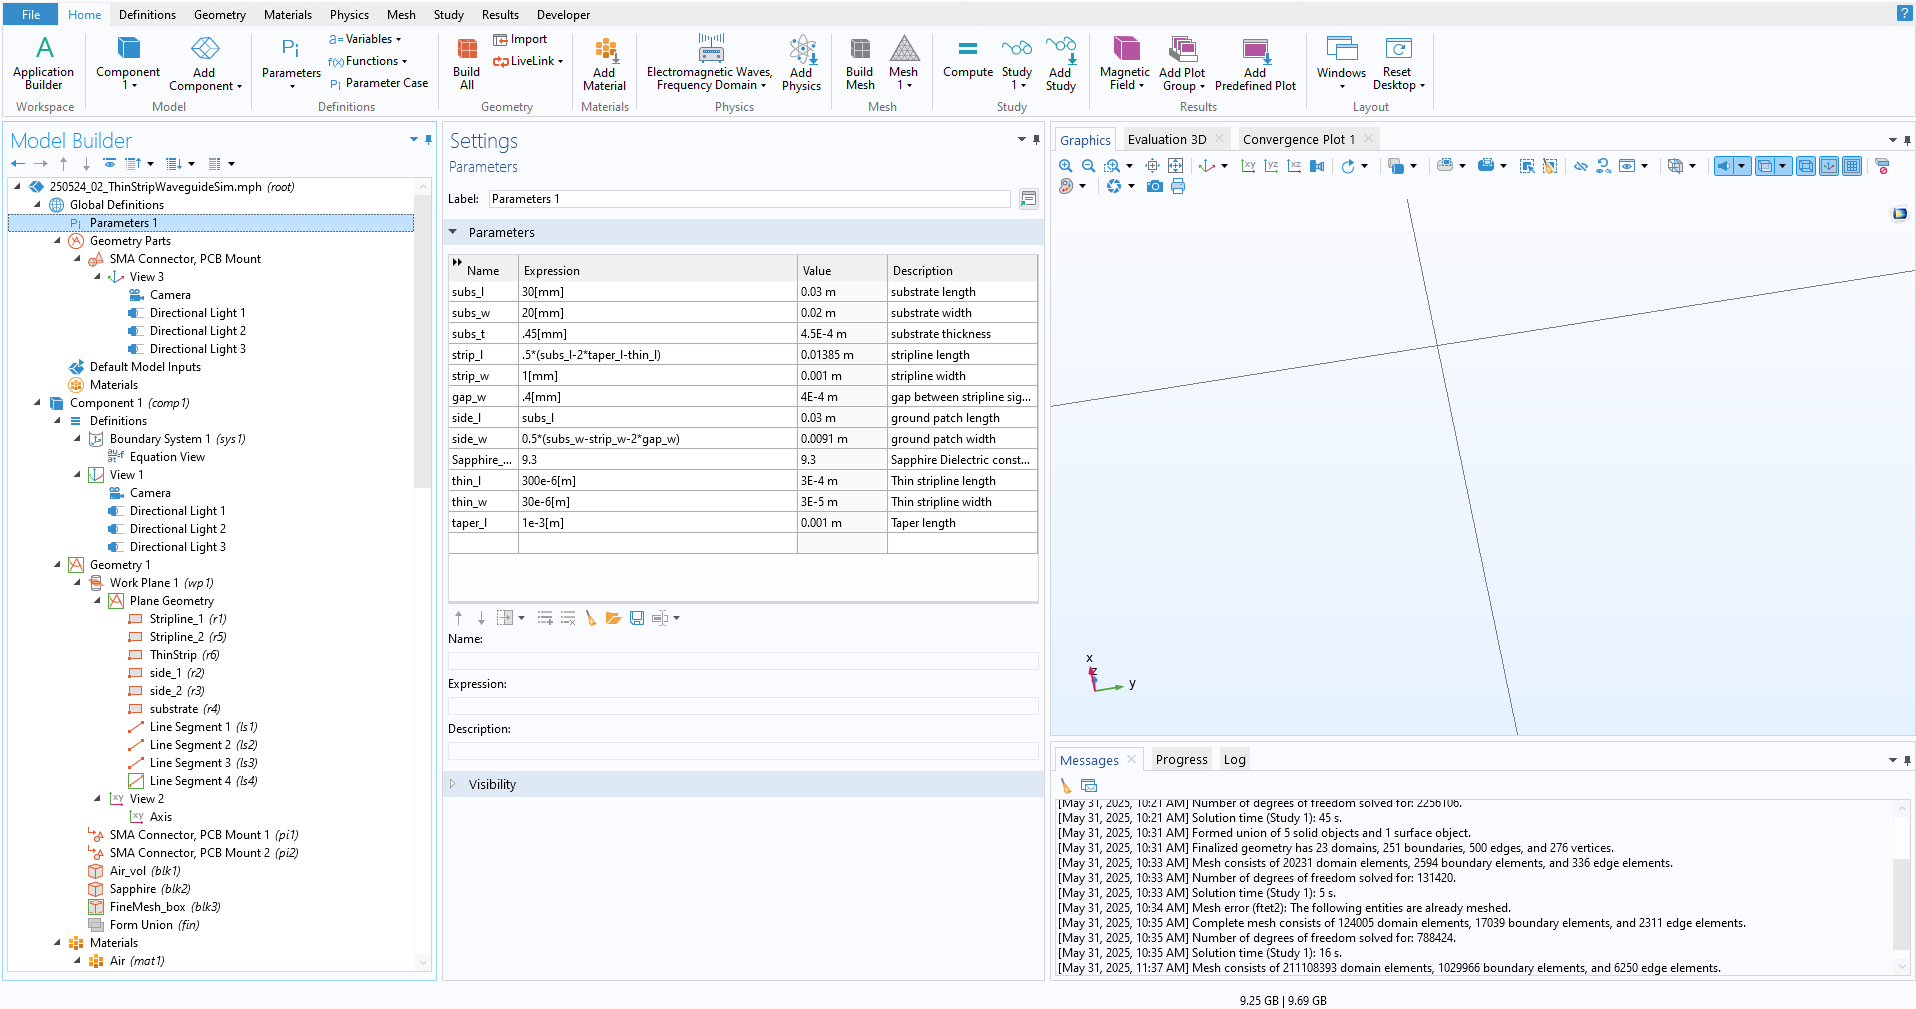 File Home Definitions Geometry Materials Physics Mesh Study Results Developer ?
Application Builder
Workspace
Component 1
Add Component
Model
Pi Parameters
a= Variables
f(x) Functions
Pi Parameter Case
Definitions
Build All
Import
LiveLink
Geometry
Add Material
Materials
Electromagnetic Waves, Frequency Domain
Add Physics
Physics
Build Mesh
Mesh 1
Mesh
Compute
Study 1
Add Study
Study
Magnetic Field
Add Plot Group
Add Predefined Plot
Results
Windows
Reset Desktop
Layout
Model Builder
250524_02_ThinStripWaveguideSim.mph (root)
Global Definitions
Pi Parameters 1
Geometry Parts
SMA Connector, PCB Mount
View 3
Camera
Directional Light 1
Directional Light 2
Directional Light 3
Default Model Inputs
Materials
Component 1 (comp1)
Definitions
Boundary System 1 (sys1)
Equation View
View 1
Camera
Directional Light 1
Directional Light 2
Directional Light 3
Geometry 1
Work Plane 1 (wp1)
Plane Geometry
Stripline_1 (r1)
Stripline_2 (r5)
ThinStrip (r6)
side_1 (r2)
side_2 (r3)
substrate (r4)
Line Segment 1 (ls1)
Line Segment 2 (ls2)
Line Segment 3 (ls3)
Line Segment 4 (ls4)
xy View 2
xy Axis
SMA Connector, PCB Mount 1 (pi1)
SMA Connector, PCB Mount 2 (pi2)
Air_vol (blk1)
Sapphire (blk2)
FineMesh_box (blk3)
Form Union (fin)
Materials
Air (mat1)
Settings
Parameters
Label: Parameters 1
Parameters
Name Expression Value Description
subs_l 30[mm] 0.03 m substrate length
subs_w 20[mm] 0.02 m substrate width
subs_t .45[mm] 4.5E-4 m substrate thickness
strip_l .5*(subs_l-2*taper_l-thin_l) 0.01385 m stripline length
strip_w 1[mm] 0.001 m stripline width
gap_w .4[mm] 4E-4 m gap between stripline sig...
side_l subs_l 0.03 m ground patch length
side_w 0.5*(subs_w-strip_w-2*gap_w) 0.0091 m ground patch width
Sapphire_... 9.3 9.3 Sapphire Dielectric const...
thin_l 300e-6[m] 3E-4 m Thin stripline length
thin_w 30e-6[m] 3E-5 m Thin stripline width
taper_l 1e-3[m] 0.001 m Taper length
Name:
Expression:
Description:
Visibility
Graphics Evaluation 3D Convergence Plot 1
xy yz xz
x
z
y
Messages Progress Log
[May 31, 2025, 10:21 AM] Number of degrees of freedom solved for: 2256106.
[May 31, 2025, 10:21 AM] Solution time (Study 1): 45 s.
[May 31, 2025, 10:31 AM] Formed union of 5 solid objects and 1 surface object.
[May 31, 2025, 10:31 AM] Finalized geometry has 23 domains, 251 boundaries, 500 edges, and 276 vertices.
[May 31, 2025, 10:33 AM] Mesh consists of 20231 domain elements, 2594 boundary elements, and 336 edge elements.
[May 31, 2025, 10:33 AM] Number of degrees of freedom solved for: 131420.
[May 31, 2025, 10:33 AM] Solution time (Study 1): 5 s.
[May 31, 2025, 10:34 AM] Mesh error (ftet2): The following entities are already meshed.
[May 31, 2025, 10:35 AM] Complete mesh consists of 124005 domain elements, 17039 boundary elements, and 2311 edge elements.
[May 31, 2025, 10:35 AM] Number of degrees of freedom solved for: 788424.
[May 31, 2025, 10:35 AM] Solution time (Study 1): 16 s.
[May 31, 2025, 11:37 AM] Mesh consists of 211108393 domain elements, 1029966 boundary elements, and 6250 edge elements.
9.25 GB | 9.69 GB